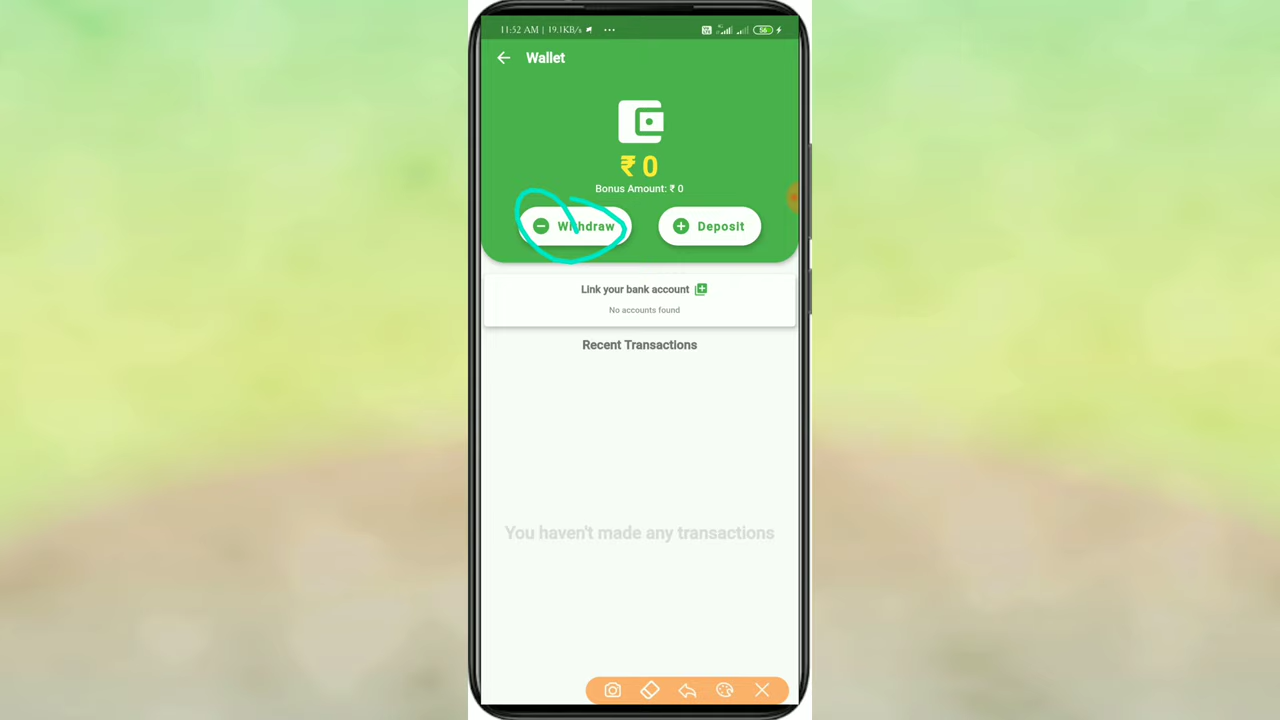 11:52 AM | 19.1KB/s ...
56
Wallet
₹ 0
Bonus Amount: ₹ 0
Withdraw
Deposit
Link your bank account
No accounts found
Recent Transactions
You haven't made any transactions